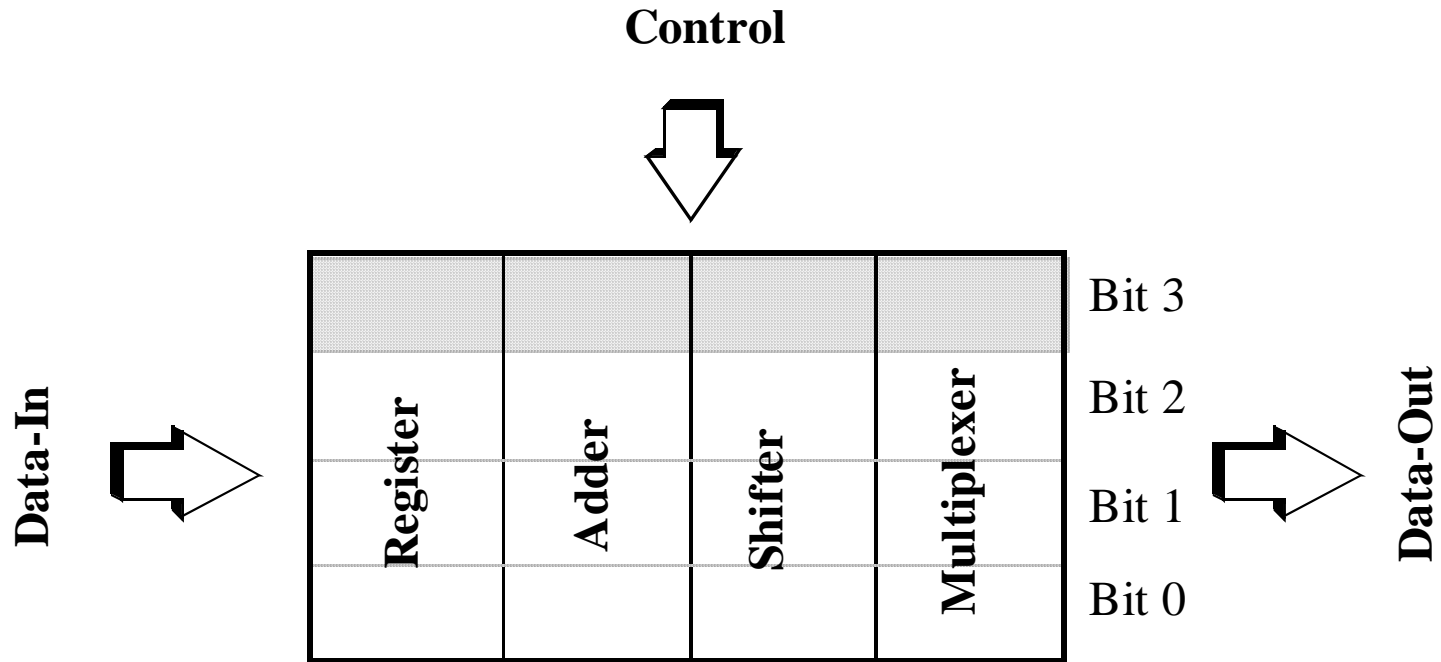 Control
Data-In
Register
Adder
Shifter
Multiplexer
Bit 3
Bit 2
Bit 1
Bit 0
Data-Out